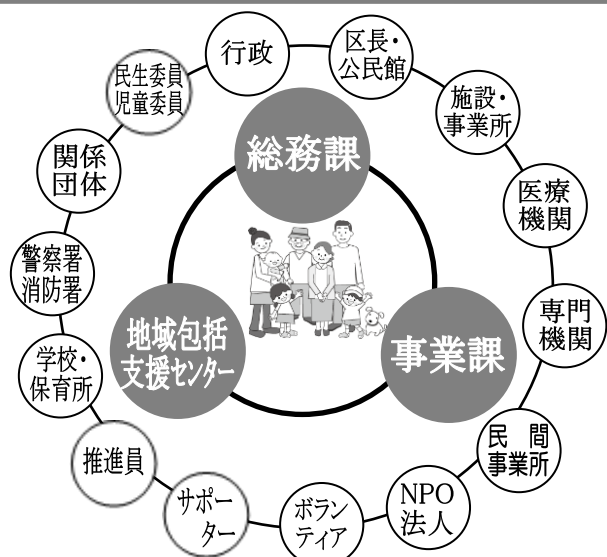 行政
区長・
公民館
施設・
事業所
医療
機関
専門
機関
民間
事業所
NPO
法人
ボラン
ティア
サポー
ター
推進員
学校・
保育所
警察署
消防署
関係
団体
民生委員
児童委員
総務課
事業課
地域包括
支援センター